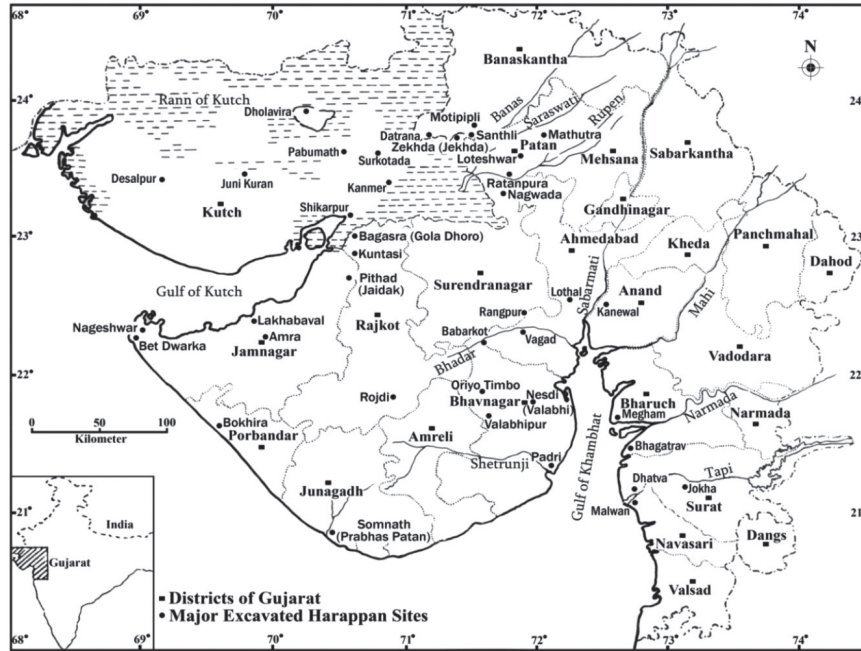 69°
70°
71°
72°
73°
74°
N
Banaskantha
24°
24
Rann of Kutch
Dholavira
Banas
Saraswati
Rupen
Motipipli
Datrana
Santhli
Mathutra
Zekhda (Jekhda)
Patan
Sabarkantha
Pabumath
Surkotada
Loteshwar
Mehsana
Desalpur
Juni Kuran
Kanmer
Ratanpura
Nagwada
Kutch
Shikarpur
Gandhinagar
23°
23
Bagasra (Gola Dhoro)
Ahmedabad
Kheda
Panchmahal
Kuntasi
Dahod
Pithad
(Jaidak)
Surendranagar
Sabarmati
Gulf of Kutch
Lothal
Anand
Mahi
Kanewal
Rangpur
Nageshwar
Lakhabaval
Rajkot
Bet Dwarka
Amra
Jamnagar
Babarkot
Vagad
Vadodara
Bhadar
22°
22
Oriyo Timbo
Rojdi
Nesdi
(Valabhi)
Bhavnagar
Bharuch
Narmada
0
50
100
Kilometer
Bokhira
Valabhipur
Megham
Narmada
Porbandar
Amreli
Gulf of Khambhat
Bhagatrav
Shetrunji
Padri
Tapi
Dhatva
Jokha
Junagadh
Surat
Malwan
21°
21
India
Somnath
(Prabhas Patan)
Navasari
Dangs
Gujarat
Valsad
Districts of Gujarat
Major Excavated Harappan Sites
68°
69°
70°
71°
72°
73°
74°